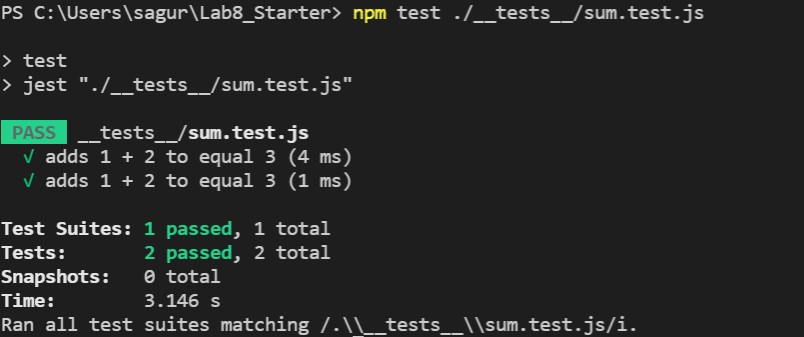 PS C:\Users\sagur\Lab8_Starter> npm test ./__tests__/sum.test.js
> test
> jest "./__tests__/sum.test.js"
PASS __tests__/sum.test.js
√ adds 1 + 2 to equal 3 (4 ms)
√ adds 1 + 2 to equal 3 (1 ms)
Test Suites: 1 passed, 1 total
Tests: 2 passed, 2 total
Snapshots: 0 total
Time: 3.146 s
Ran all test suites matching /.\\__tests__\\sum.test.js/i.